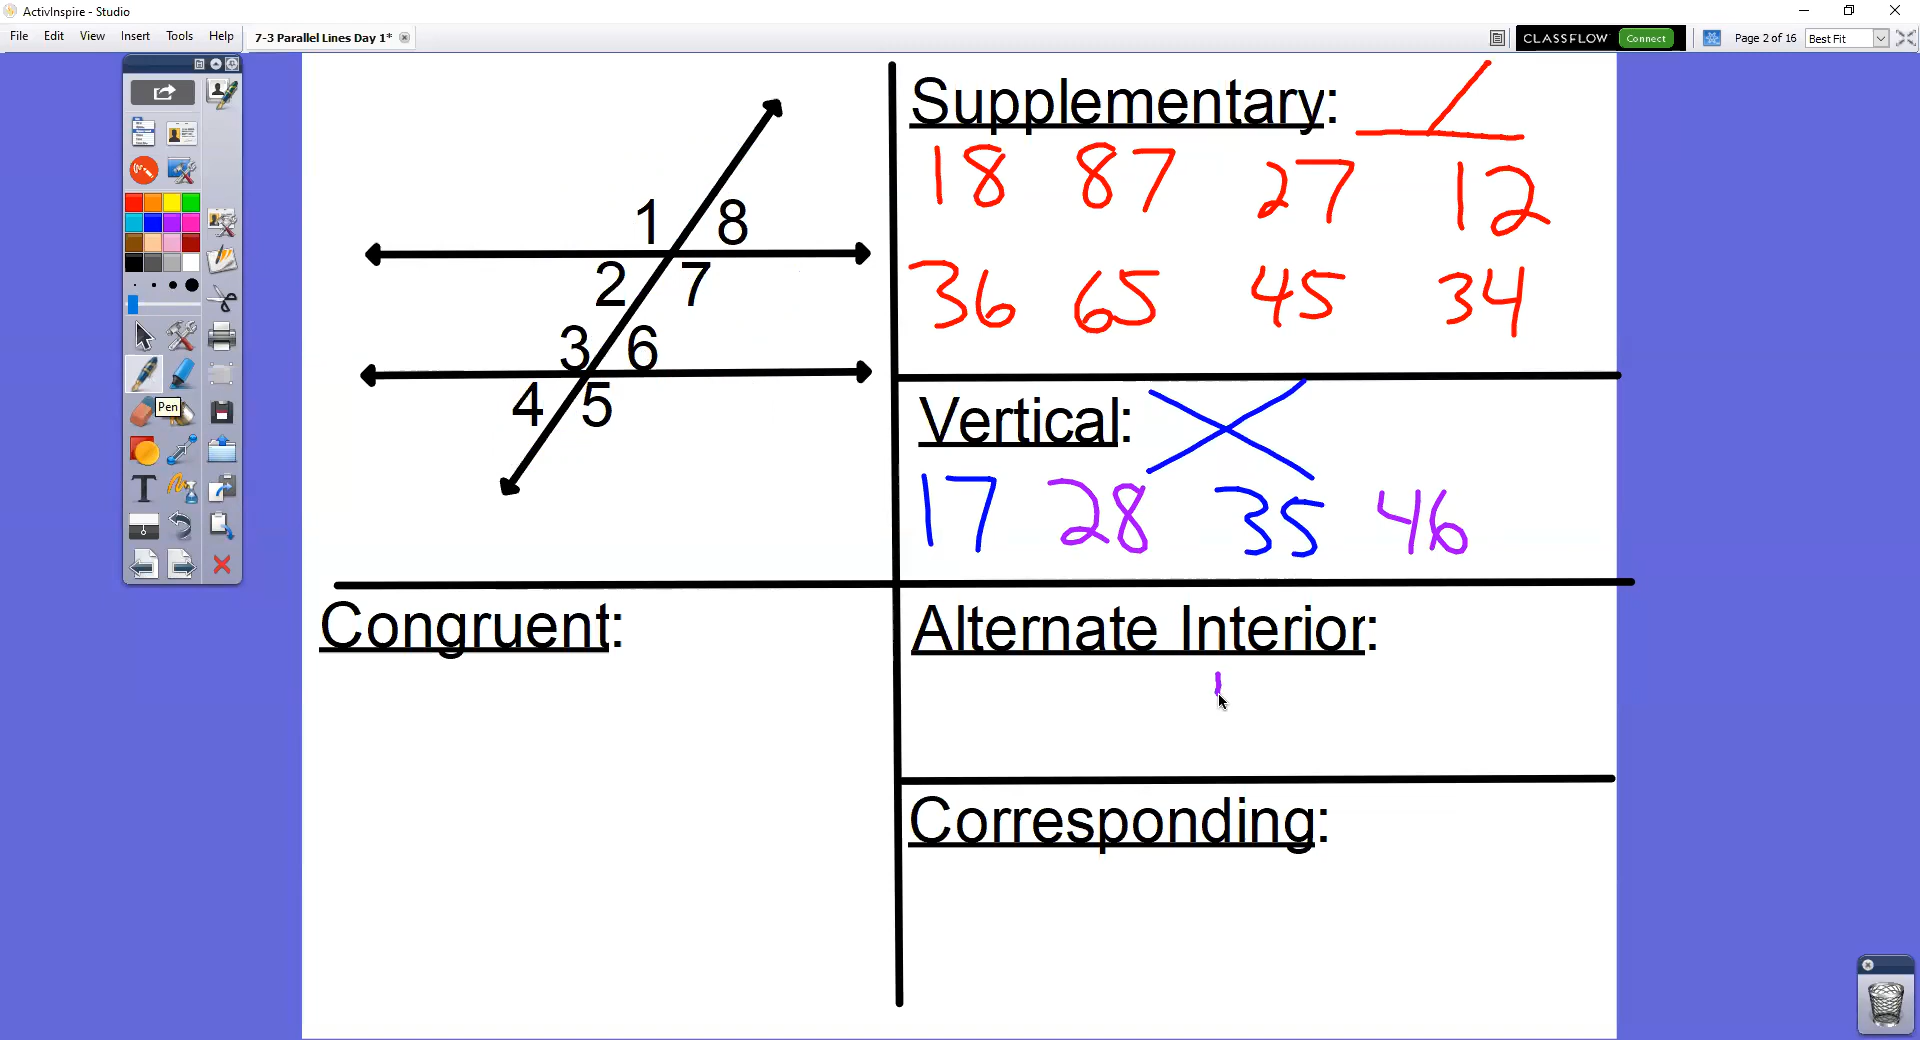 ActivInspire - Studio
File Edit View Insert Tools Help
7-3 Parallel Lines Day 1*
CLASSFLOW Connect
Page 2 of 16
Best Fit
Pen
1 8
2 7
3 6
4 5
Supplementary:
18 87 27 12
36 65 45 34
Vertical:
17 28 35 46
Congruent:
Alternate Interior:
Corresponding: